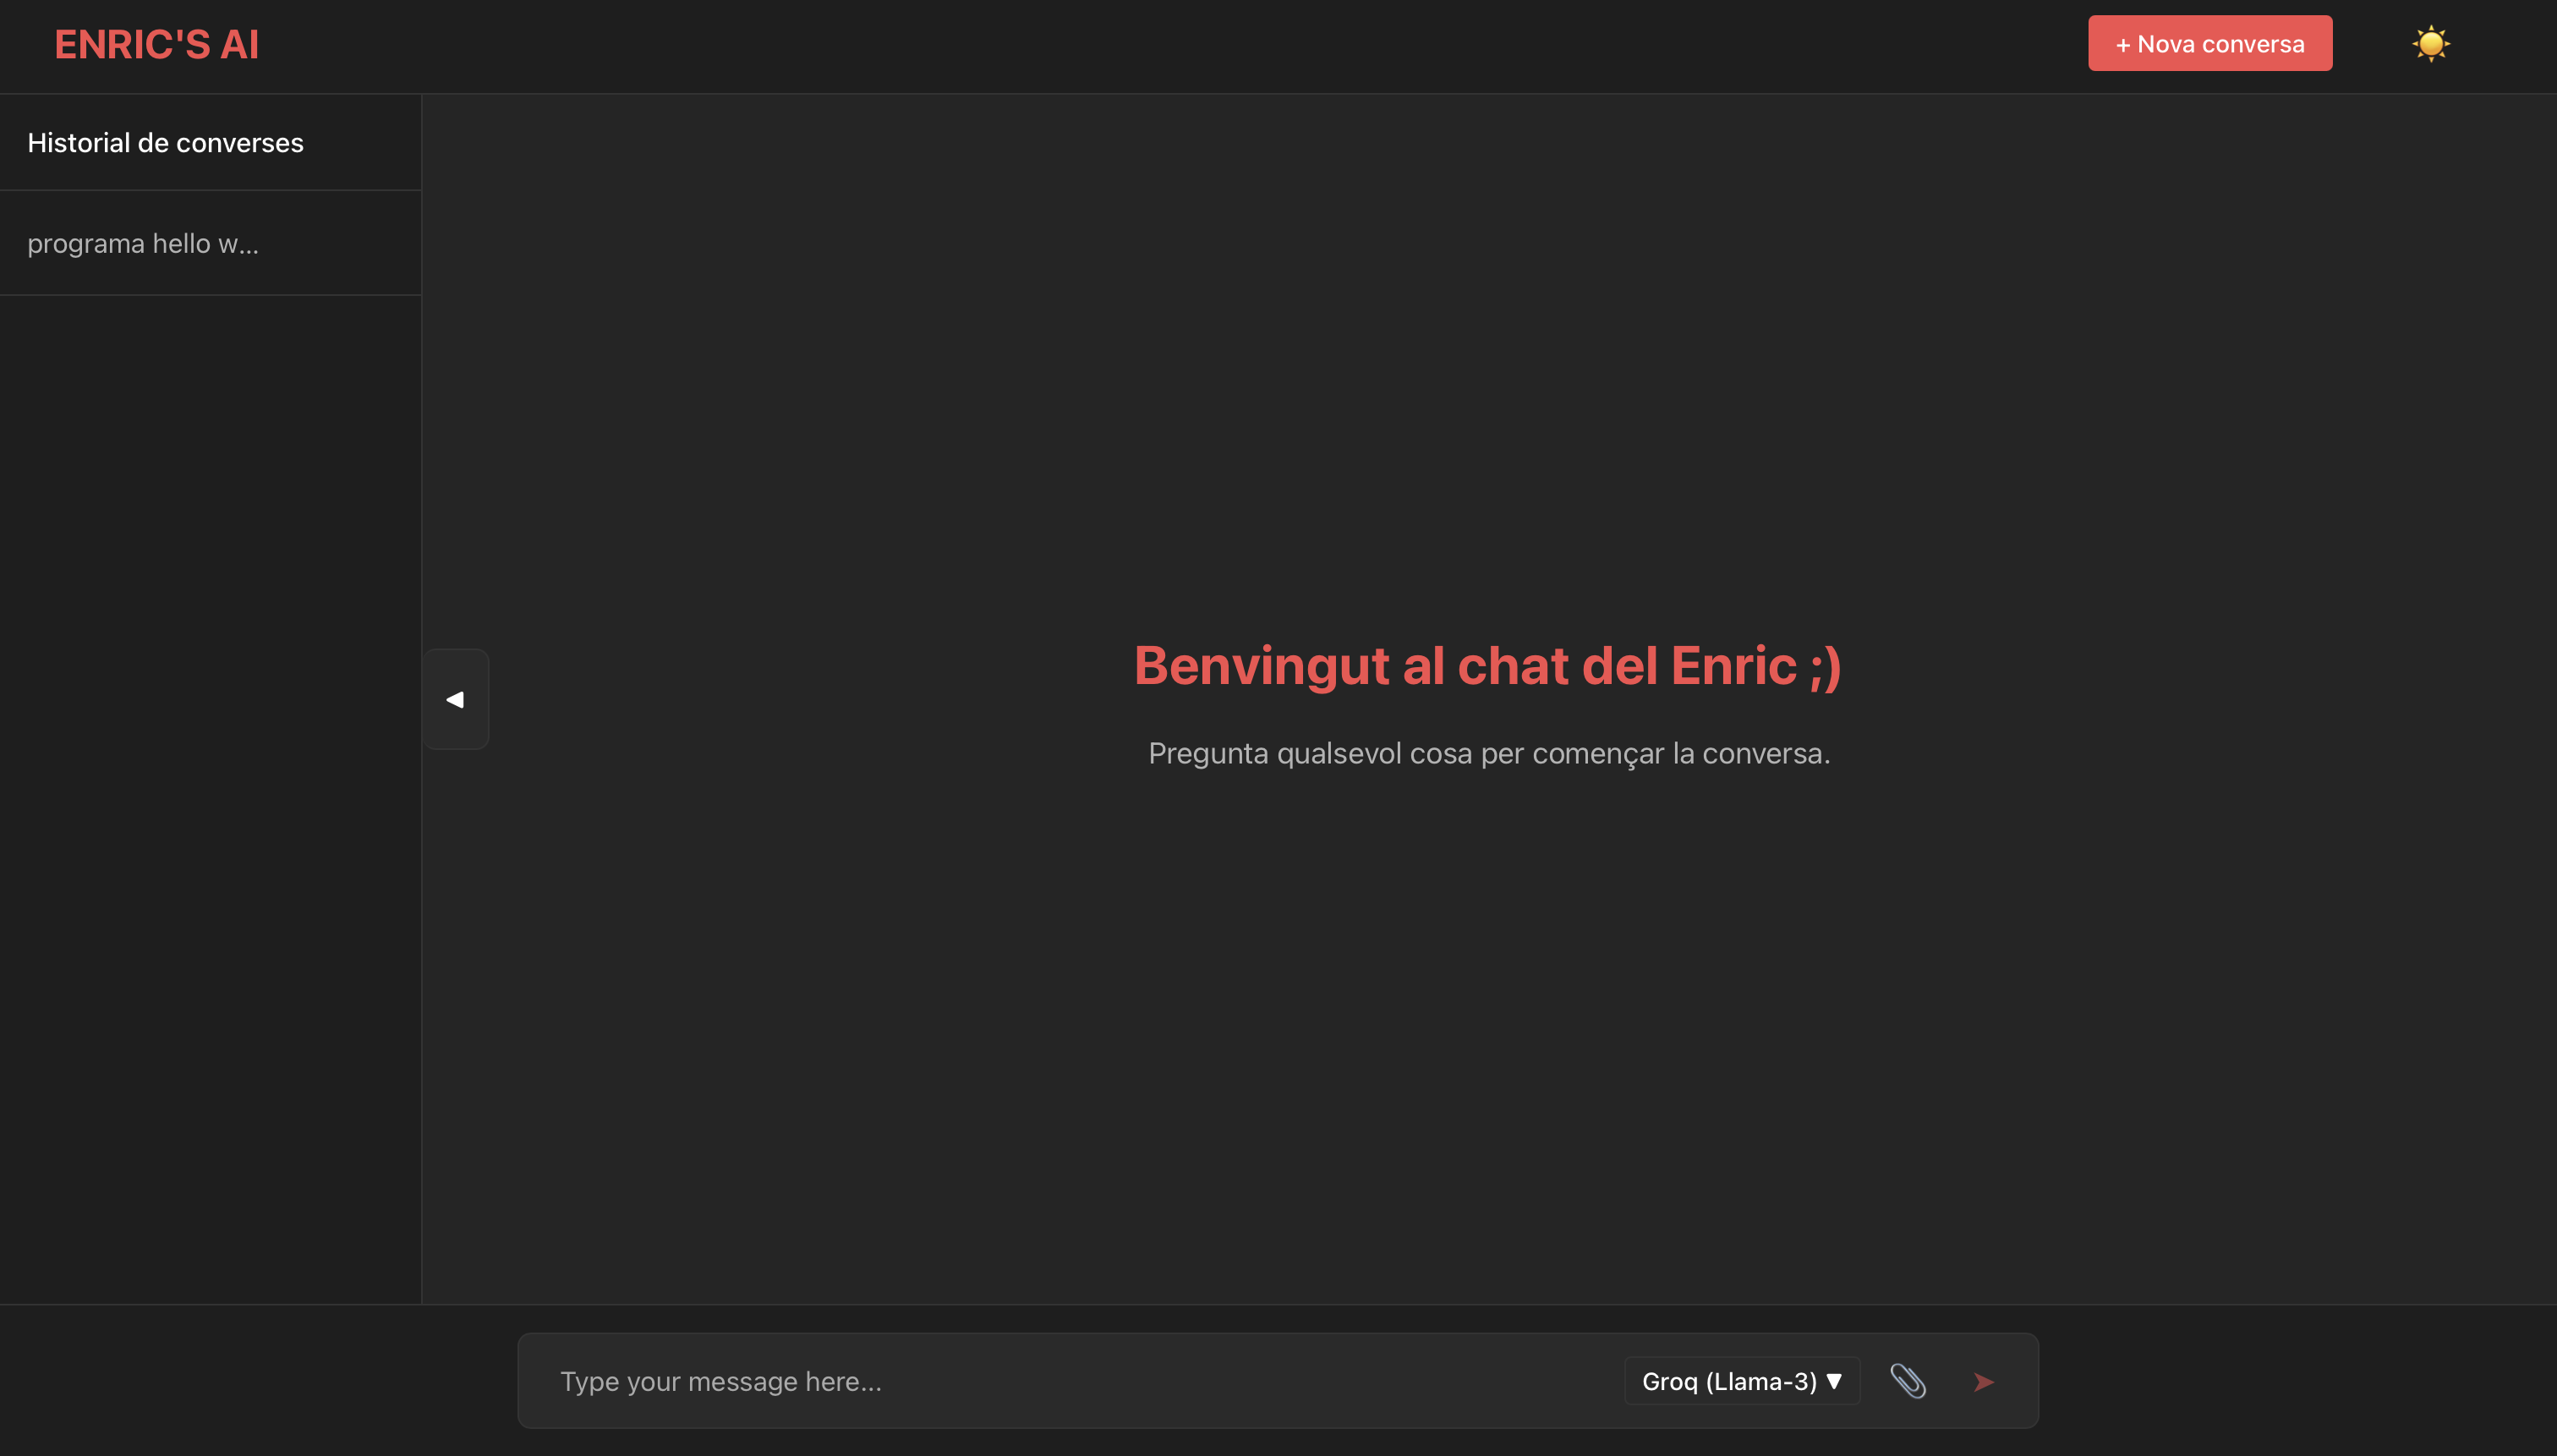 ENRIC'S AI
+ Nova conversa
Historial de converses
programa hello w...
Benvingut al chat del Enric ;)
Pregunta qualsevol cosa per començar la conversa.
Type your message here...
Groq (Llama-3) ▼